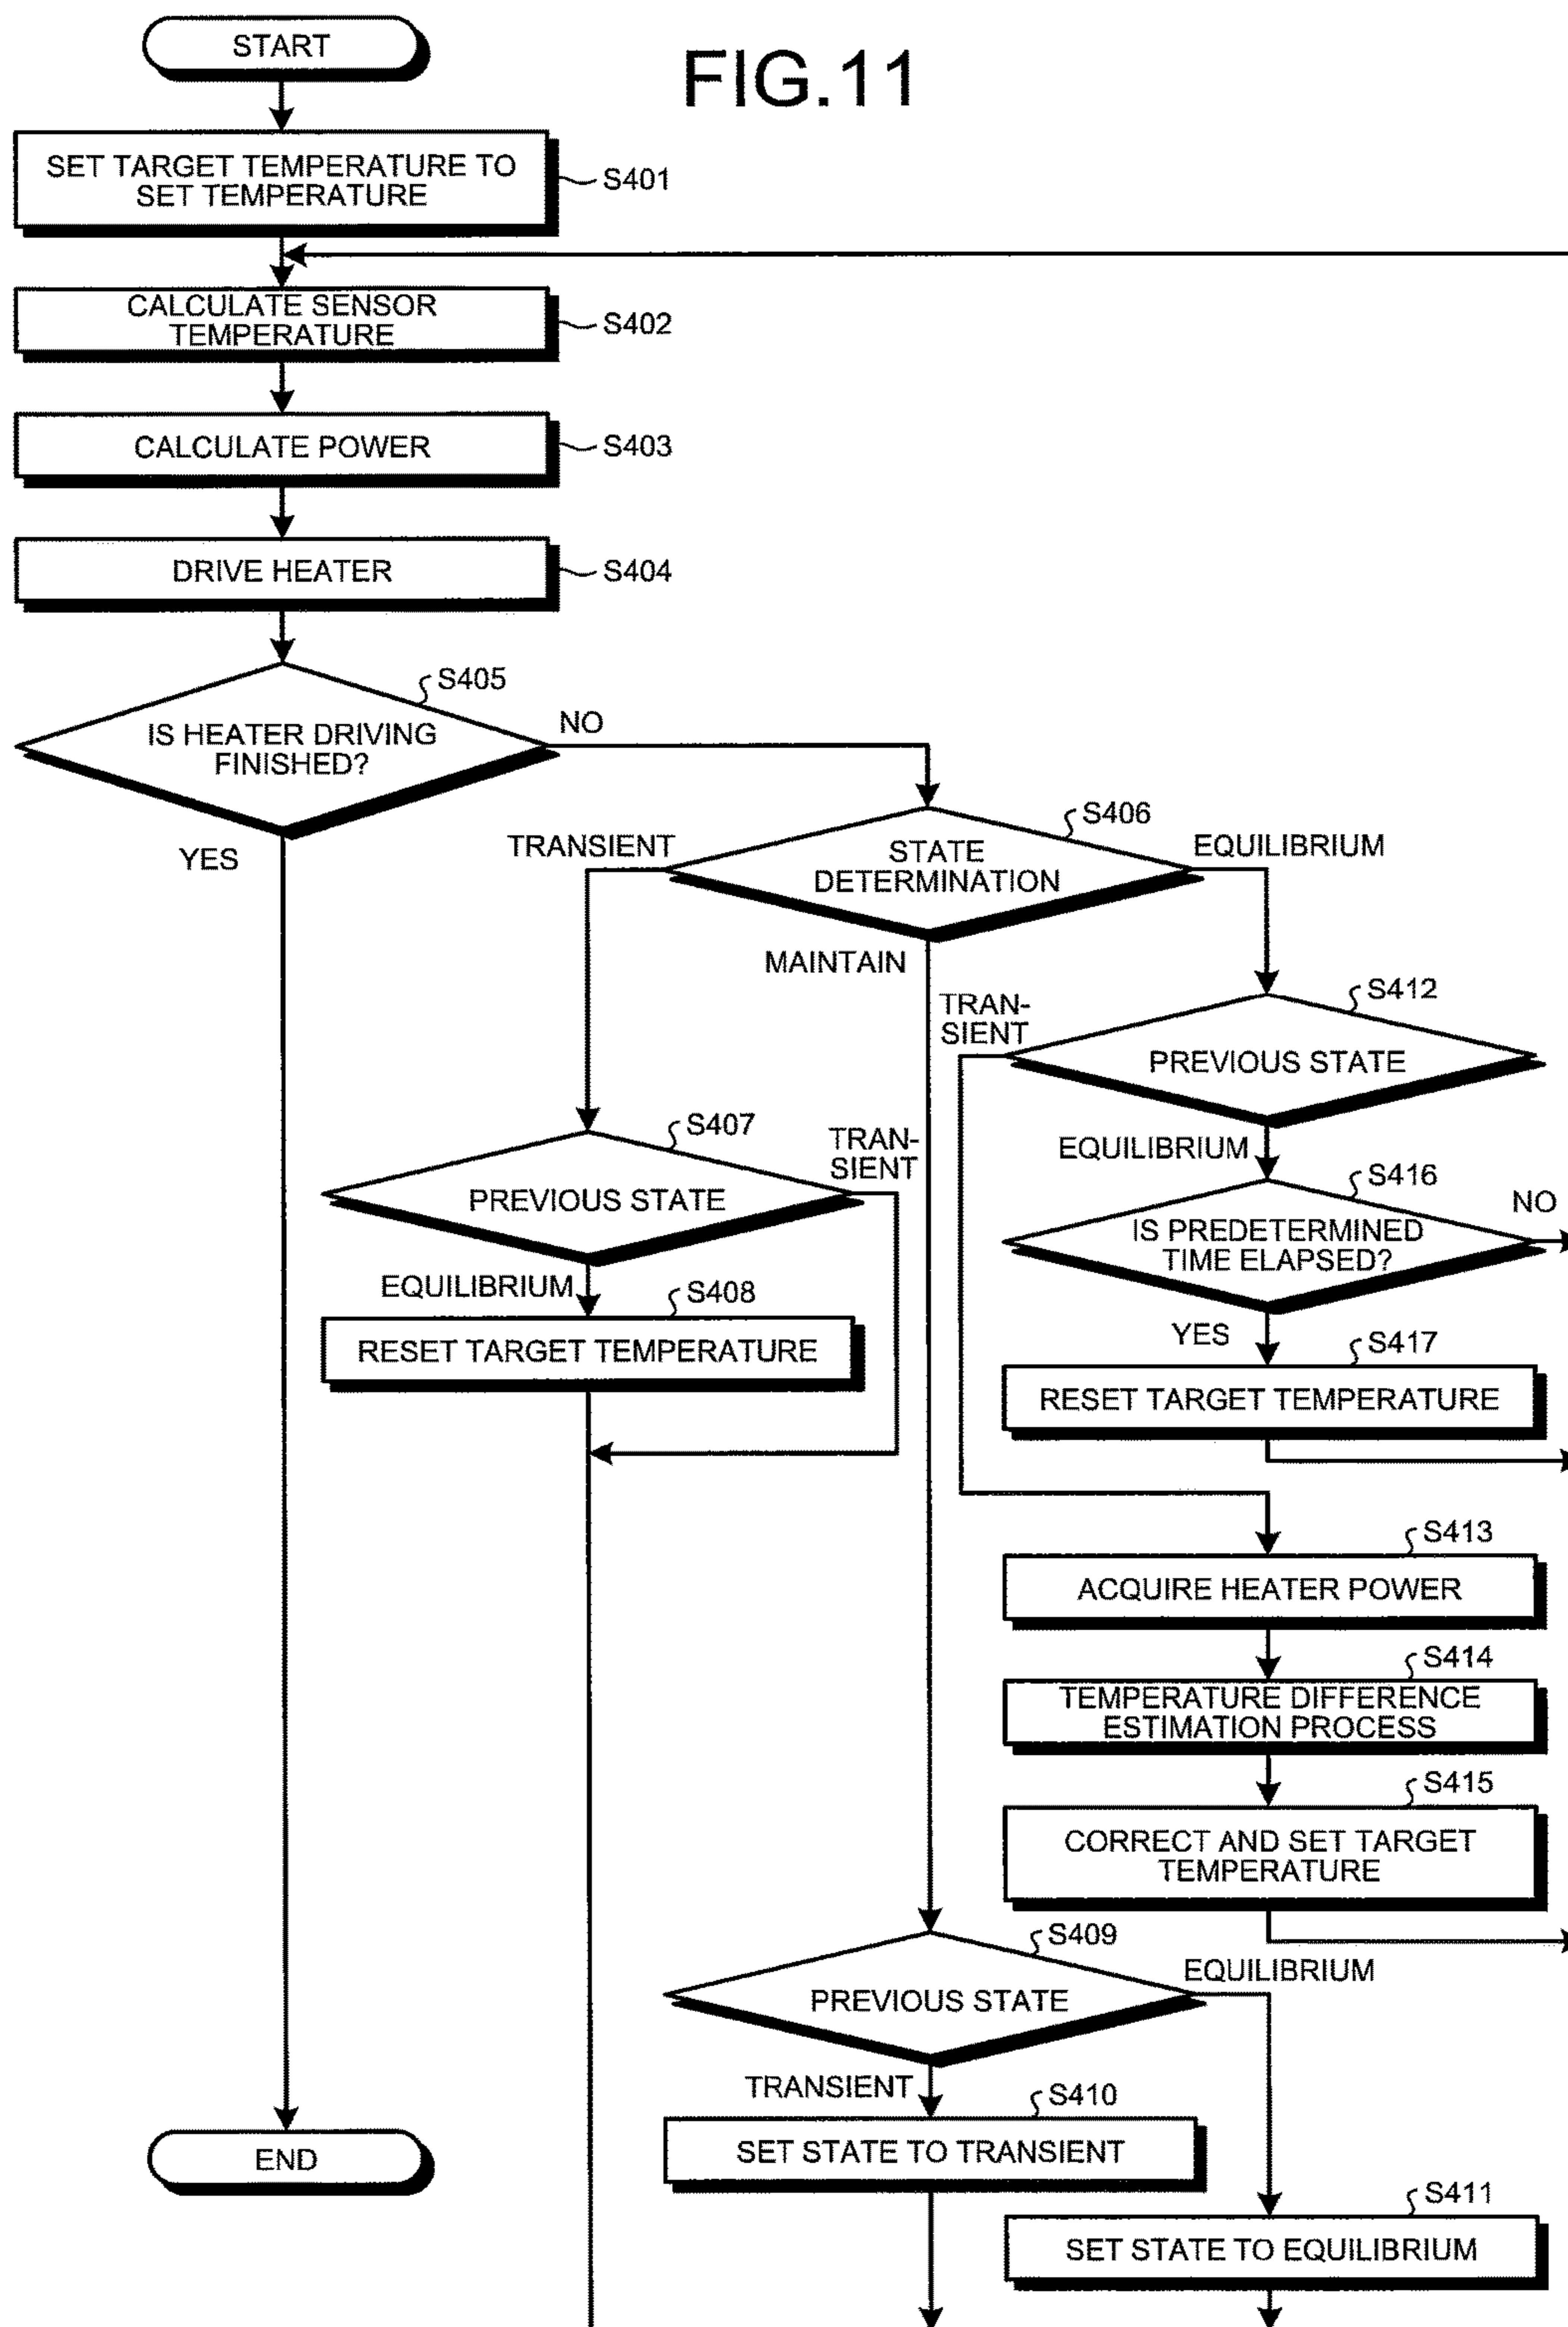 FIG.11
START
SET TARGET TEMPERATURE TO
SET TEMPERATURE
S401
CALCULATE SENSOR
TEMPERATURE
S402
CALCULATE POWER
S403
DRIVE HEATER
S404
S405
IS HEATER DRIVING
FINISHED?
NO
YES
S406
STATE
DETERMINATION
TRANSIENT
EQUILIBRIUM
MAINTAIN
S412
TRAN-
SIENT
PREVIOUS STATE
EQUILIBRIUM
S407
TRAN-
SIENT
PREVIOUS STATE
S416
NO
IS PREDETERMINED
TIME ELAPSED?
EQUILIBRIUM
S408
RESET TARGET TEMPERATURE
YES
S417
RESET TARGET TEMPERATURE
S413
ACQUIRE HEATER POWER
S414
TEMPERATURE DIFFERENCE
ESTIMATION PROCESS
S415
CORRECT AND SET TARGET
TEMPERATURE
S409
EQUILIBRIUM
PREVIOUS STATE
TRANSIENT
S410
SET STATE TO TRANSIENT
END
S411
SET STATE TO EQUILIBRIUM